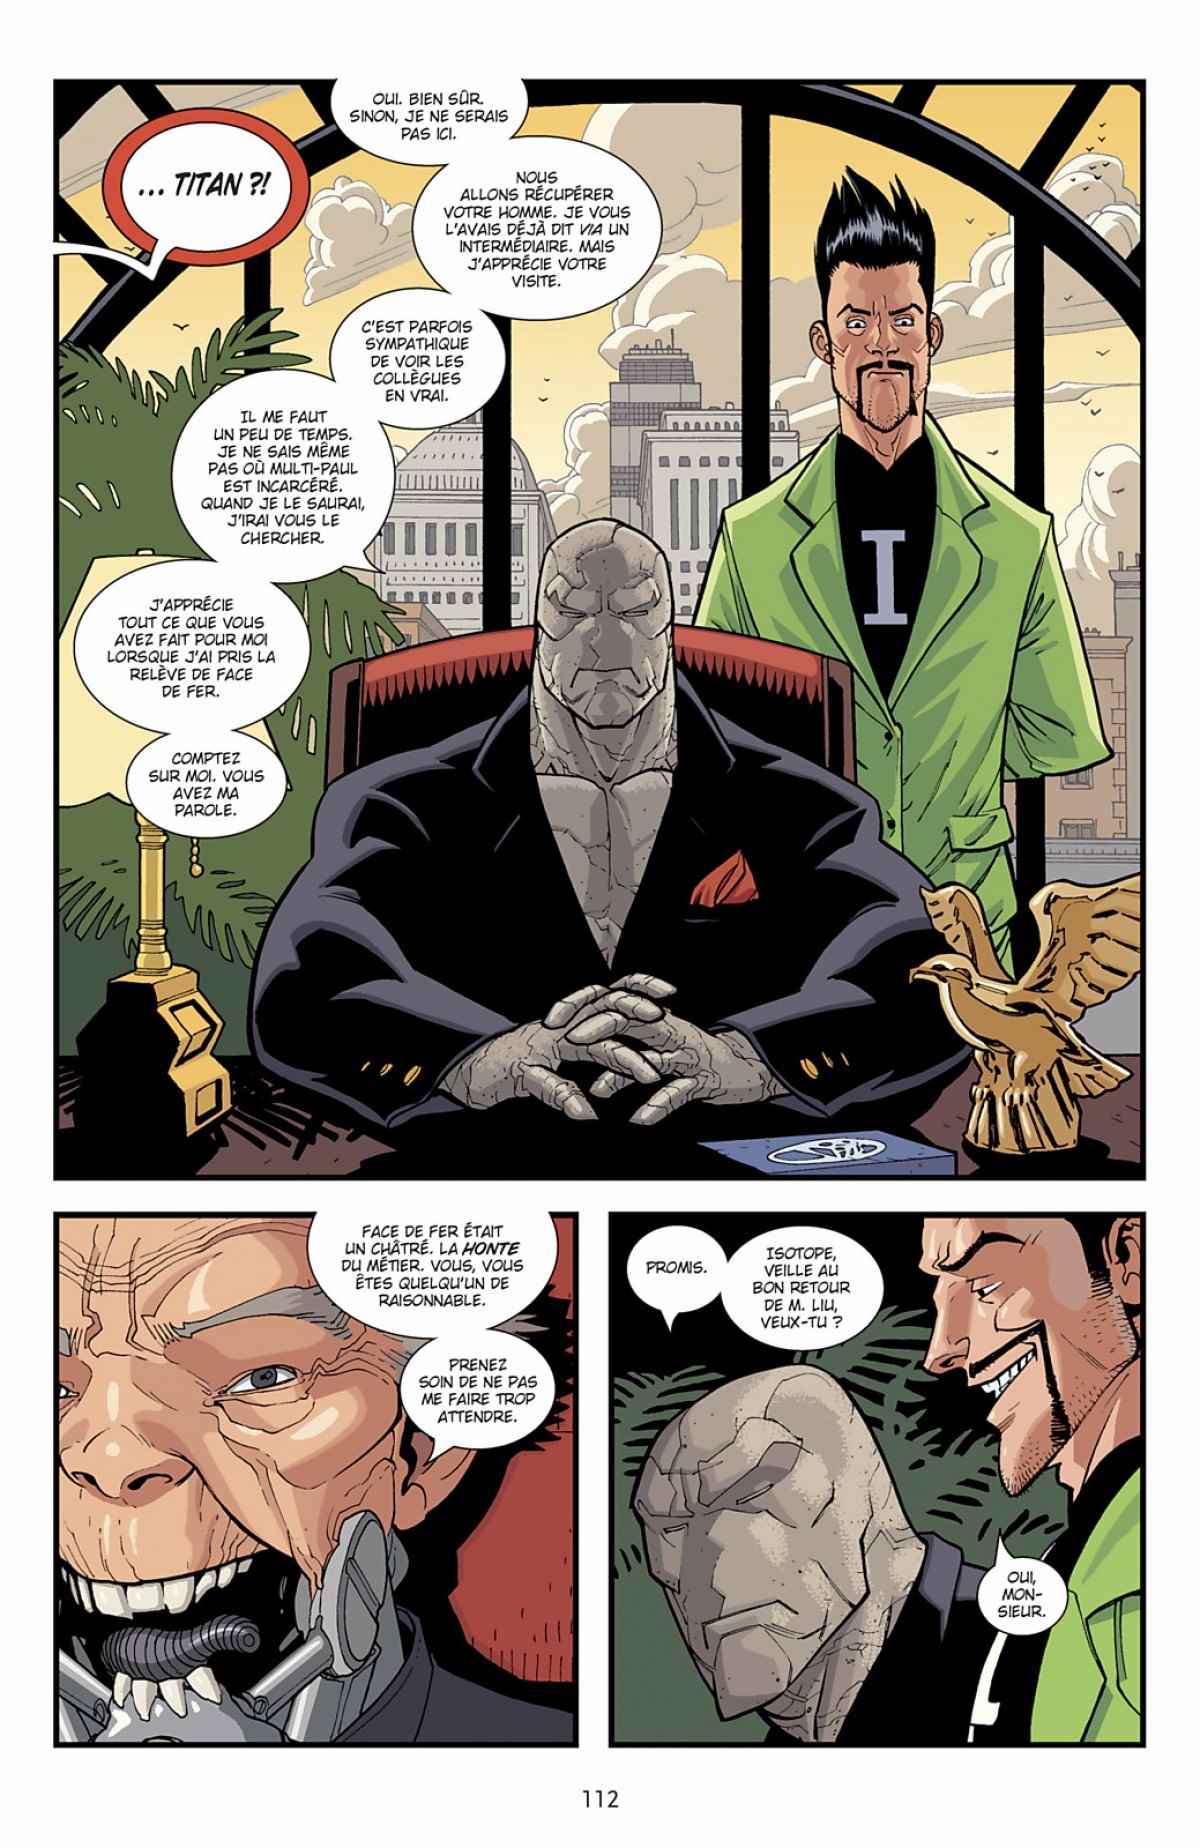 ... TITAN ?!
OUI. BIEN SÛR.
SINON, JE NE SERAIS
PAS ICI.
NOUS
ALLONS RÉCUPÉRER
VOTRE HOMME. JE VOUS
L'AVAIS DÉJÀ DIT VIA UN
INTERMÉDIAIRE. MAIS
J'APPRÉCIE VOTRE
VISITE.
C'EST PARFOIS
SYMPATHIQUE
DE VOIR LES
COLLÈGUES
EN VRAI.
IL ME FAUT
UN PEU DE TEMPS.
JE NE SAIS MÊME
PAS OÙ MULTI-PAUL
EST INCARCÉRÉ.
QUAND JE LE SAURAI,
J'IRAI VOUS LE
CHERCHER.
J'APPRÉCIE
TOUT CE QUE VOUS
AVEZ FAIT POUR MOI
LORSQUE J'AI PRIS LA
RELÈVE DE FACE
DE FER.
COMPTEZ
SUR MOI. VOUS
AVEZ MA
PAROLE.
I
FACE DE FER ÉTAIT
UN CHÂTRÉ. LA HONTE
DU MÉTIER. VOUS, VOUS
ÊTES QUELQU'UN DE
RAISONNABLE.
PRENEZ
SOIN DE NE PAS
ME FAIRE TROP
ATTENDRE.
PROMIS.
ISOTOPE,
VEILLE AU
BON RETOUR
DE M. LIU,
VEUX-TU ?
OUI,
MON-
SIEUR.
112